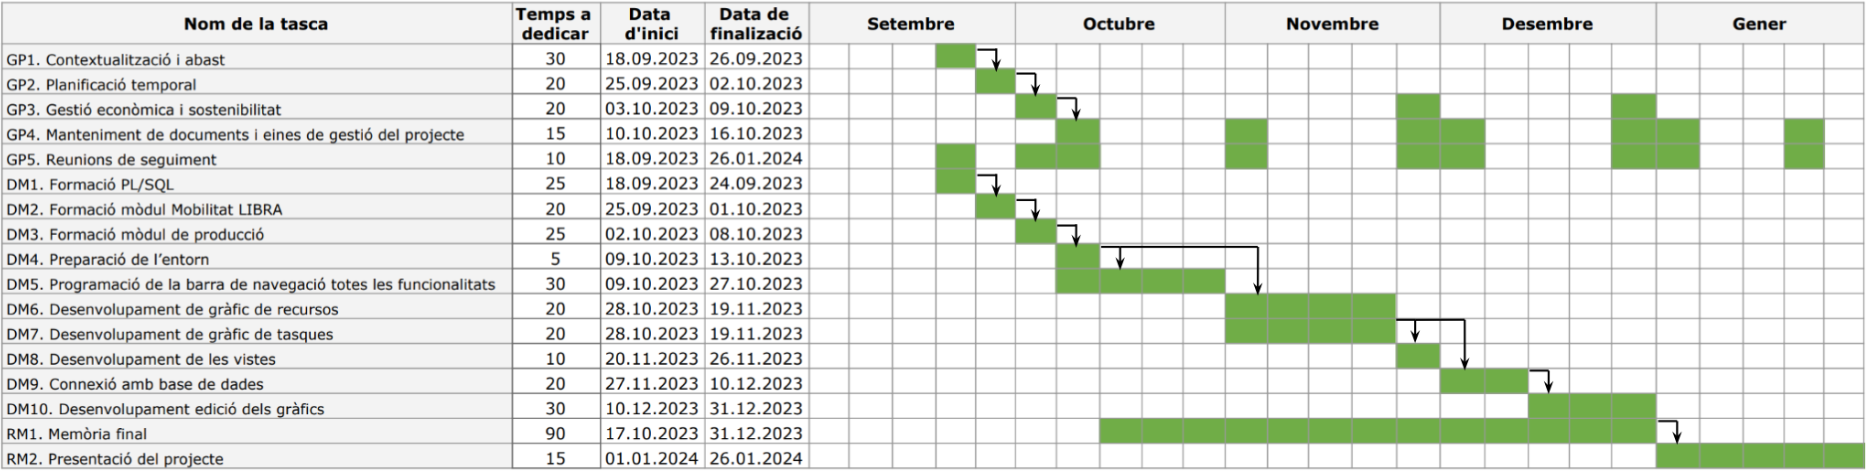 Nom de la tasca Temps a dedicar Data d'inici Data de finalizació Setembre Octubre Novembre Desembre Gener
GP1. Contextualització i abast 30 18.09.2023 26.09.2023
GP2. Planificació temporal 20 25.09.2023 02.10.2023
GP3. Gestió econòmica i sostenibilitat 20 03.10.2023 09.10.2023
GP4. Manteniment de documents i eines de gestió del projecte 15 10.10.2023 16.10.2023
GP5. Reunions de seguiment 10 18.09.2023 26.01.2024
DM1. Formació PL/SQL 25 18.09.2023 24.09.2023
DM2. Formació mòdul Mobilitat LIBRA 20 25.09.2023 01.10.2023
DM3. Formació mòdul de producció 25 02.10.2023 08.10.2023
DM4. Preparació de l’entorn 5 09.10.2023 13.10.2023
DM5. Programació de la barra de navegació totes les funcionalitats 30 09.10.2023 27.10.2023
DM6. Desenvolupament de gràfic de recursos 20 28.10.2023 19.11.2023
DM7. Desenvolupament de gràfic de tasques 20 28.10.2023 19.11.2023
DM8. Desenvolupament de les vistes 10 20.11.2023 26.11.2023
DM9. Connexió amb base de dades 20 27.11.2023 10.12.2023
DM10. Desenvolupament edició dels gràfics 30 10.12.2023 31.12.2023
RM1. Memòria final 90 17.10.2023 31.12.2023
RM2. Presentació del projecte 15 01.01.2024 26.01.2024